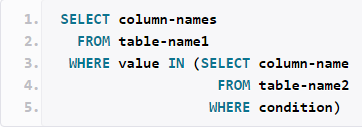 1. SELECT column-names
2. FROM table-name1
3. WHERE value IN (SELECT column-name
4. FROM table-name2
5. WHERE condition)